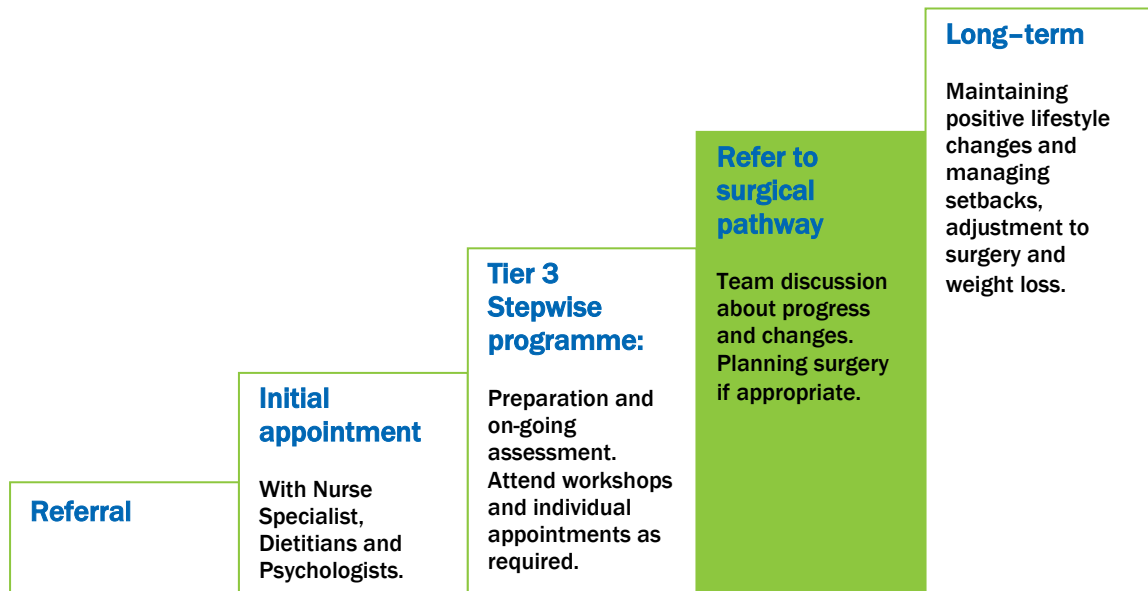 Referral
Initial
appointment
With Nurse
Specialist,
Dietitians and
Psychologists.
Tier 3
Stepwise
programme:
Preparation and
on-going
assessment.
Attend workshops
and individual
appointments as
required.
Refer to
surgical
pathway
Team discussion
about progress
and changes.
Planning surgery
if appropriate.
Long–term
Maintaining
positive lifestyle
changes and
managing
setbacks,
adjustment to
surgery and
weight loss.